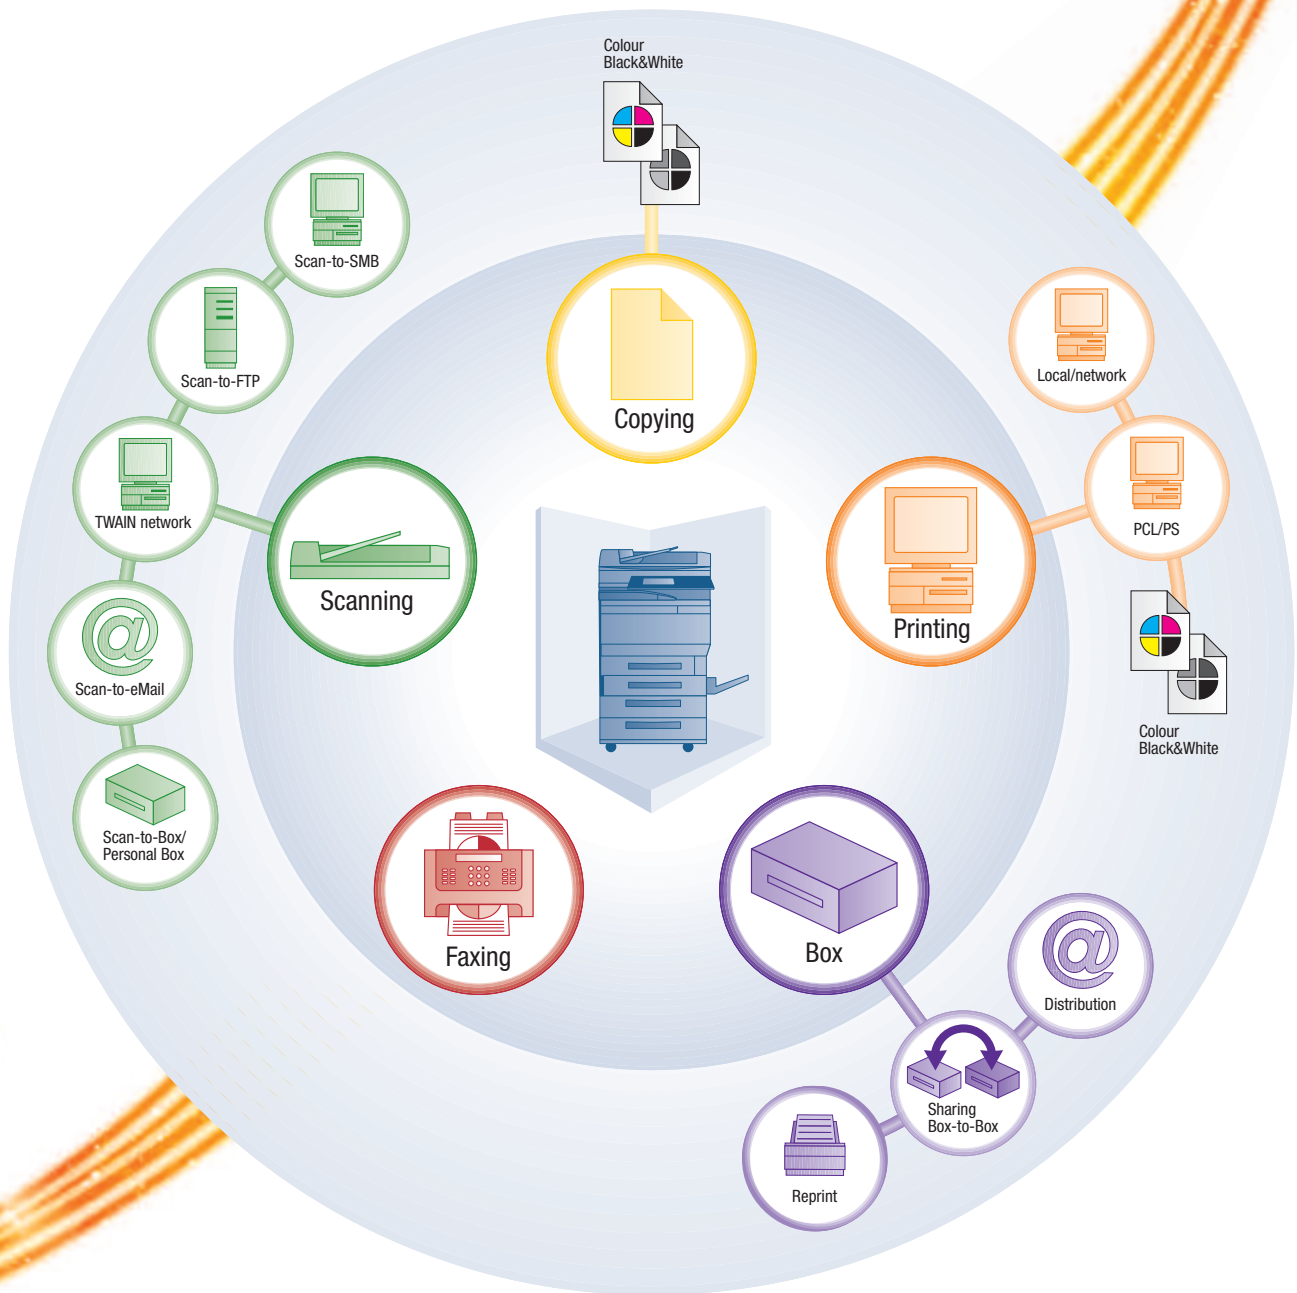 Colour
Black&White
Scan-to-SMB
Scan-to-FTP
TWAIN network
Scan-to-eMail
Scan-to-Box/
Personal Box
Scanning
Copying
Local/network
PCL/PS
Printing
Colour
Black&White
Faxing
Box
Distribution
Sharing
Box-to-Box
Reprint